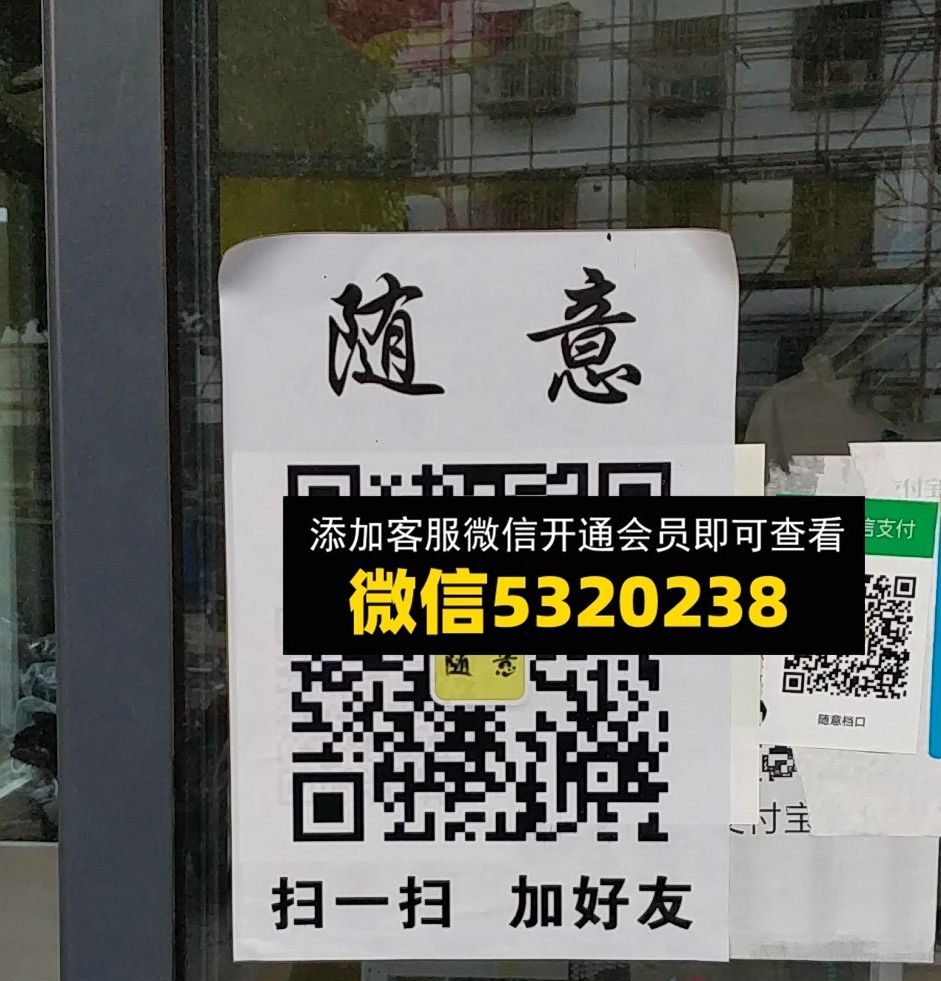 随 意
添加客服微信开通会员即可查看
微信5320238
随 意
扫一扫 加好友
付宝
信支付
随意档口
付宝